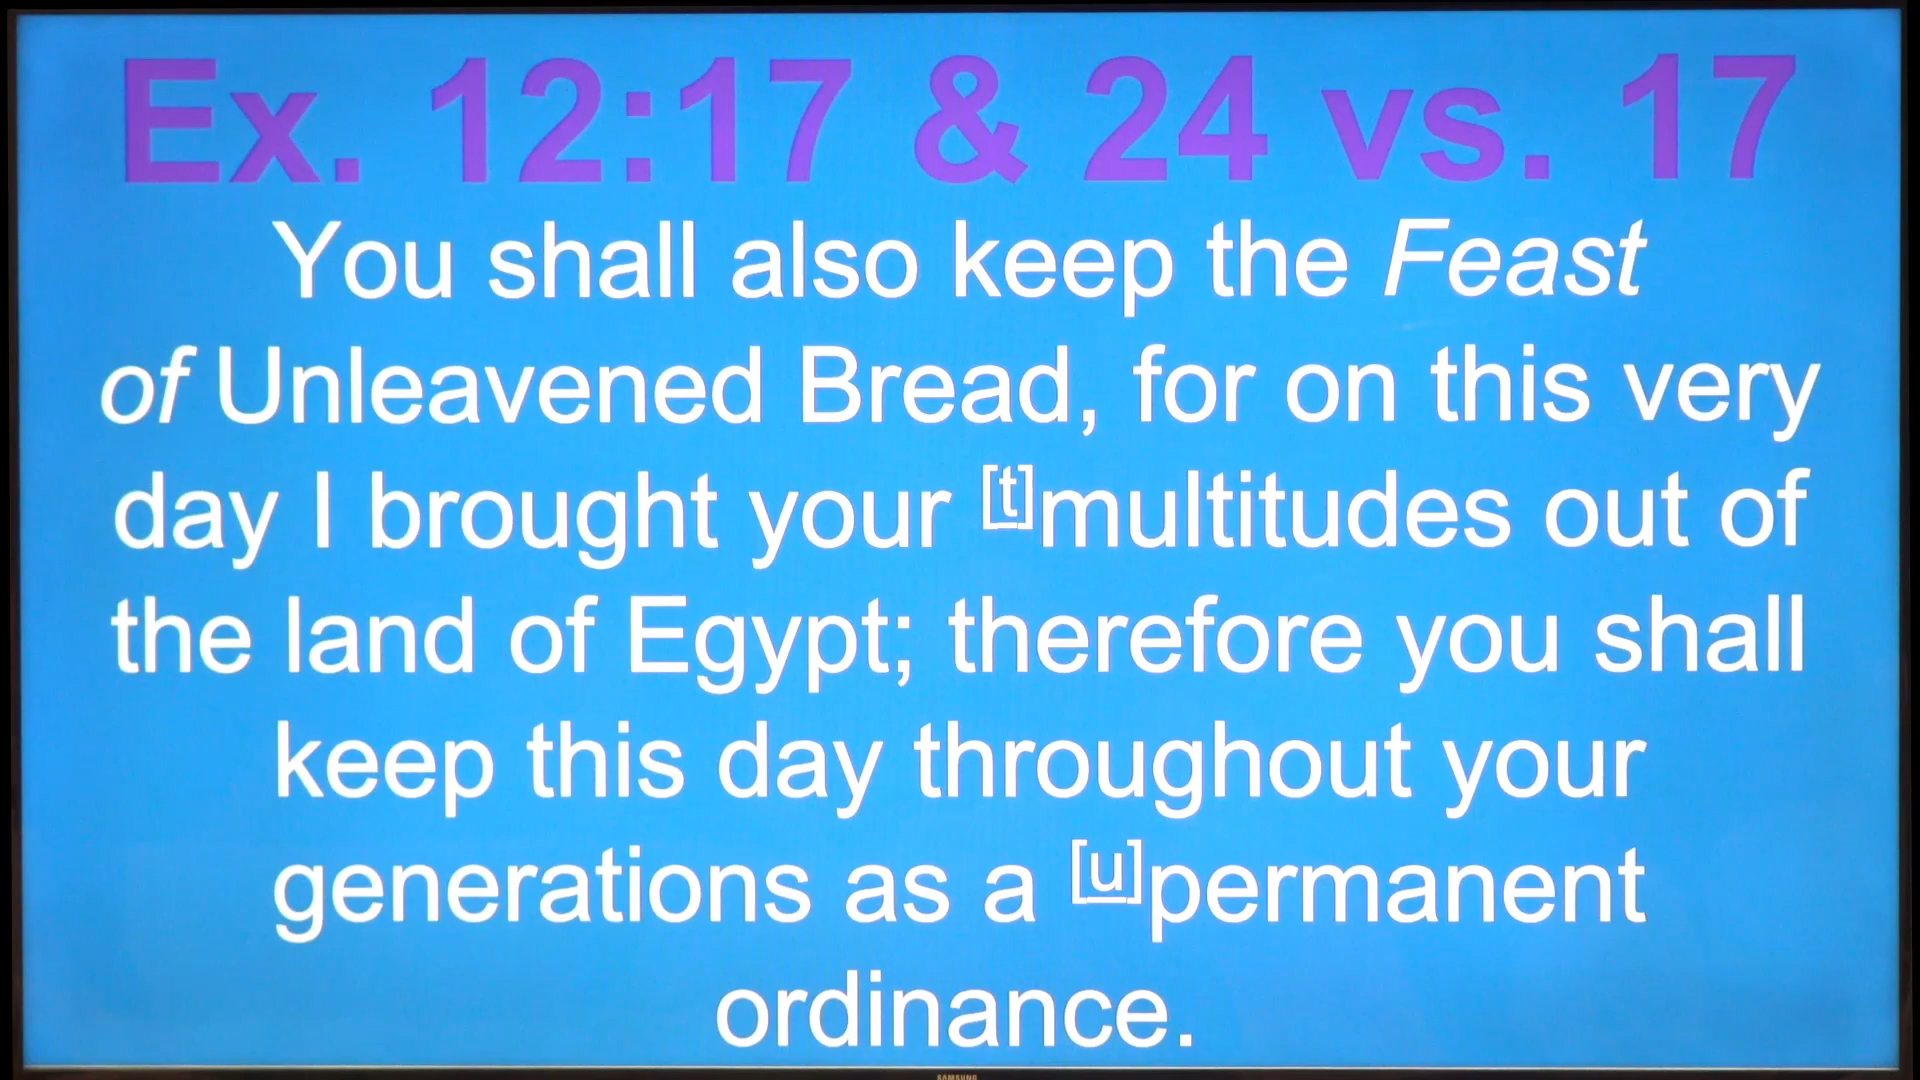 Ex. 12:17 & 24 vs. 17
You shall also keep the Feast
of Unleavened Bread, for on this very
day I brought your [t]multitudes out of
the land of Egypt; therefore you shall
keep this day throughout your
generations as a [u]permanent
ordinance.
SAMSUNG